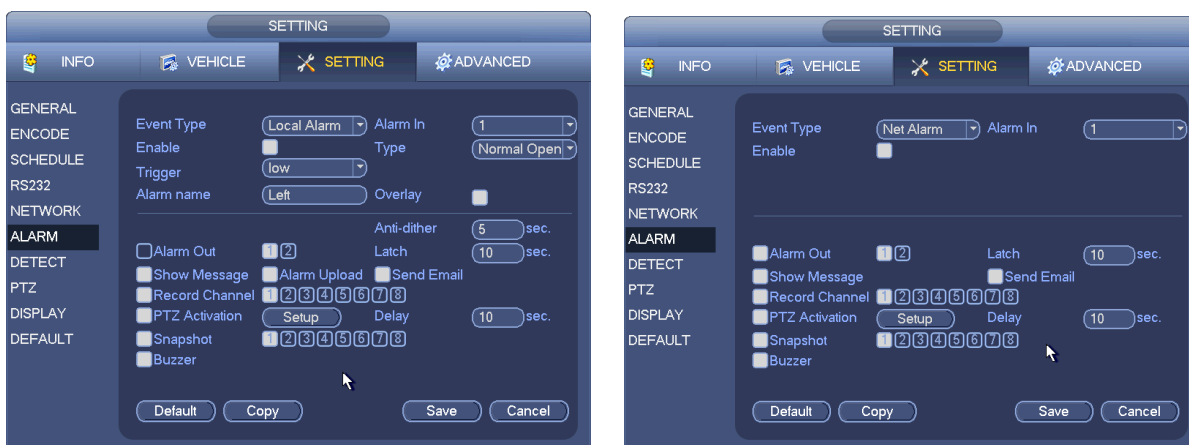 SETTING
INFO VEHICLE SETTING ADVANCED
GENERAL
ENCODE
SCHEDULE
RS232
NETWORK
ALARM
DETECT
PTZ
DISPLAY
DEFAULT
Event Type Local Alarm Alarm In 1
Enable Type Normal Open
Trigger low
Alarm name Left Overlay
Anti-dither 5 sec.
Alarm Out 1 2 Latch 10 sec.
Show Message Alarm Upload Send Email
Record Channel 1 2 3 4 5 6 7 8
PTZ Activation Setup Delay 10 sec.
Snapshot 1 2 3 4 5 6 7 8
Buzzer
Default Copy Save Cancel
SETTING
INFO VEHICLE SETTING ADVANCED
GENERAL
ENCODE
SCHEDULE
RS232
NETWORK
ALARM
DETECT
PTZ
DISPLAY
DEFAULT
Event Type Net Alarm Alarm In 1
Enable
Alarm Out 1 2 Latch 10 sec.
Show Message Send Email
Record Channel 1 2 3 4 5 6 7 8
PTZ Activation Setup Delay 10 sec.
Snapshot 1 2 3 4 5 6 7 8
Buzzer
Default Copy Save Cancel